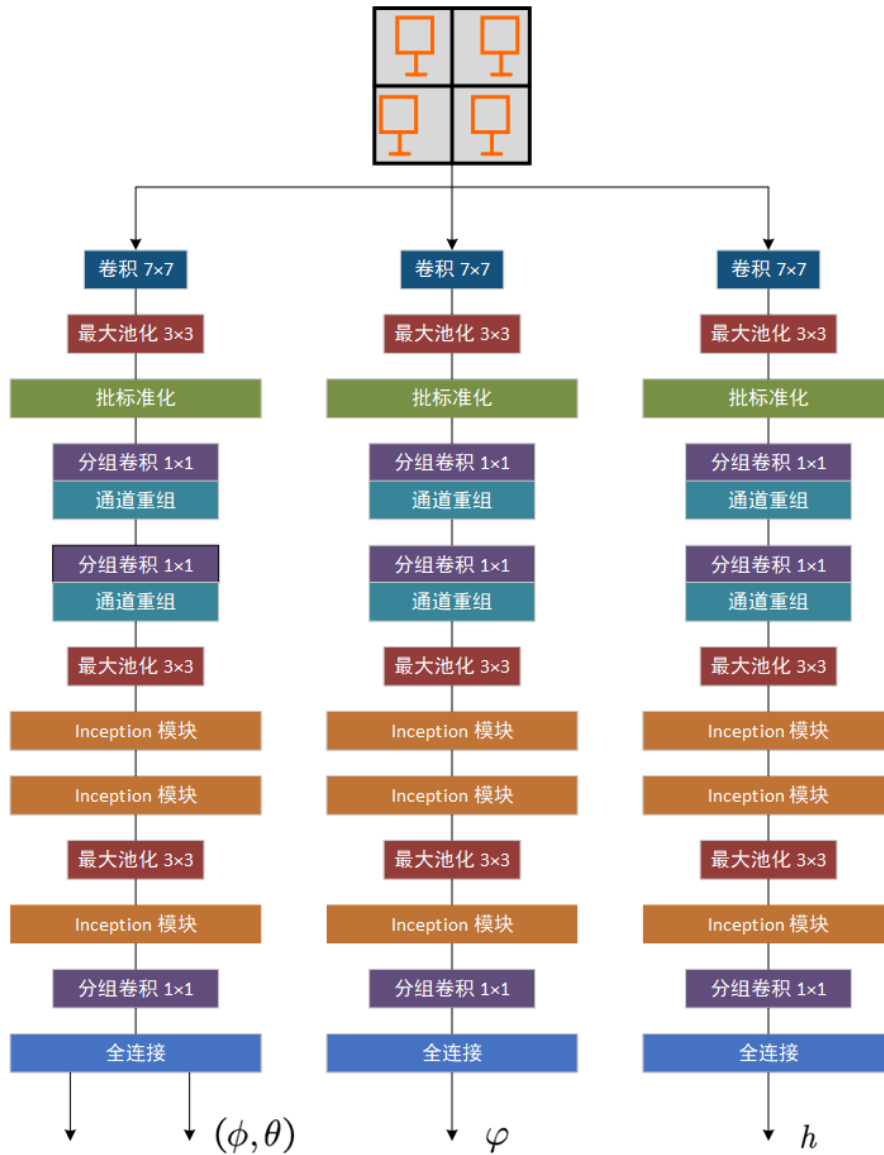 卷积 7×7 卷积 7×7 卷积 7×7
最大池化 3×3 最大池化 3×3 最大池化 3×3
批标准化 批标准化 批标准化
分组卷积 1×1 分组卷积 1×1 分组卷积 1×1
通道重组 通道重组 通道重组
分组卷积 1×1 分组卷积 1×1 分组卷积 1×1
通道重组 通道重组 通道重组
最大池化 3×3 最大池化 3×3 最大池化 3×3
Inception 模块 Inception 模块 Inception 模块
Inception 模块 Inception 模块 Inception 模块
最大池化 3×3 最大池化 3×3 最大池化 3×3
Inception 模块 Inception 模块 Inception 模块
分组卷积 1×1 分组卷积 1×1 分组卷积 1×1
全连接 全连接 全连接
(ϕ, θ) φ h